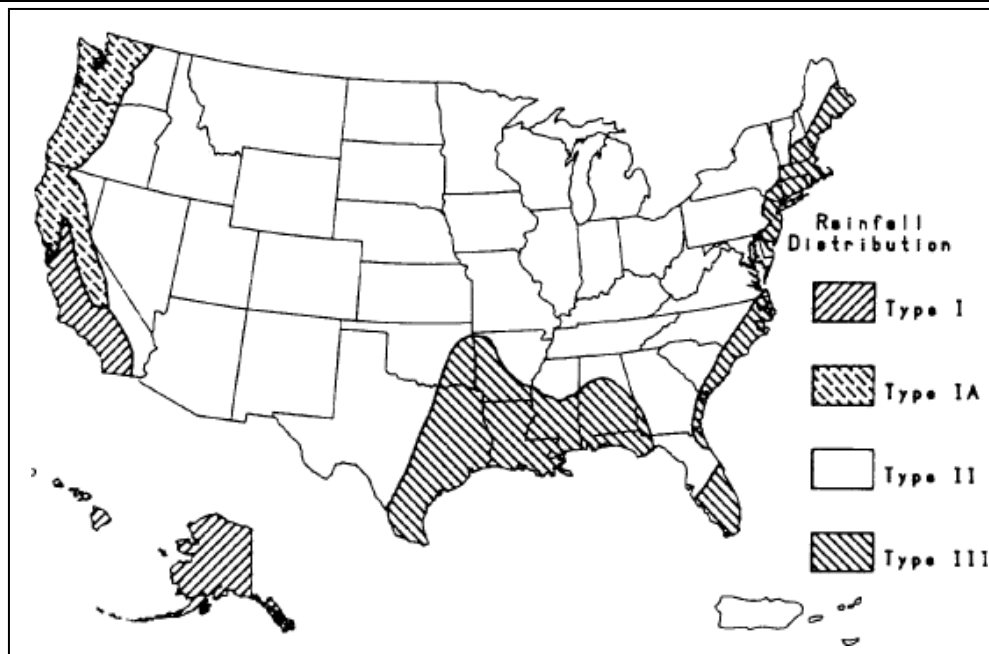 Rainfall
Distribution
Type I
Type IA
Type II
Type III